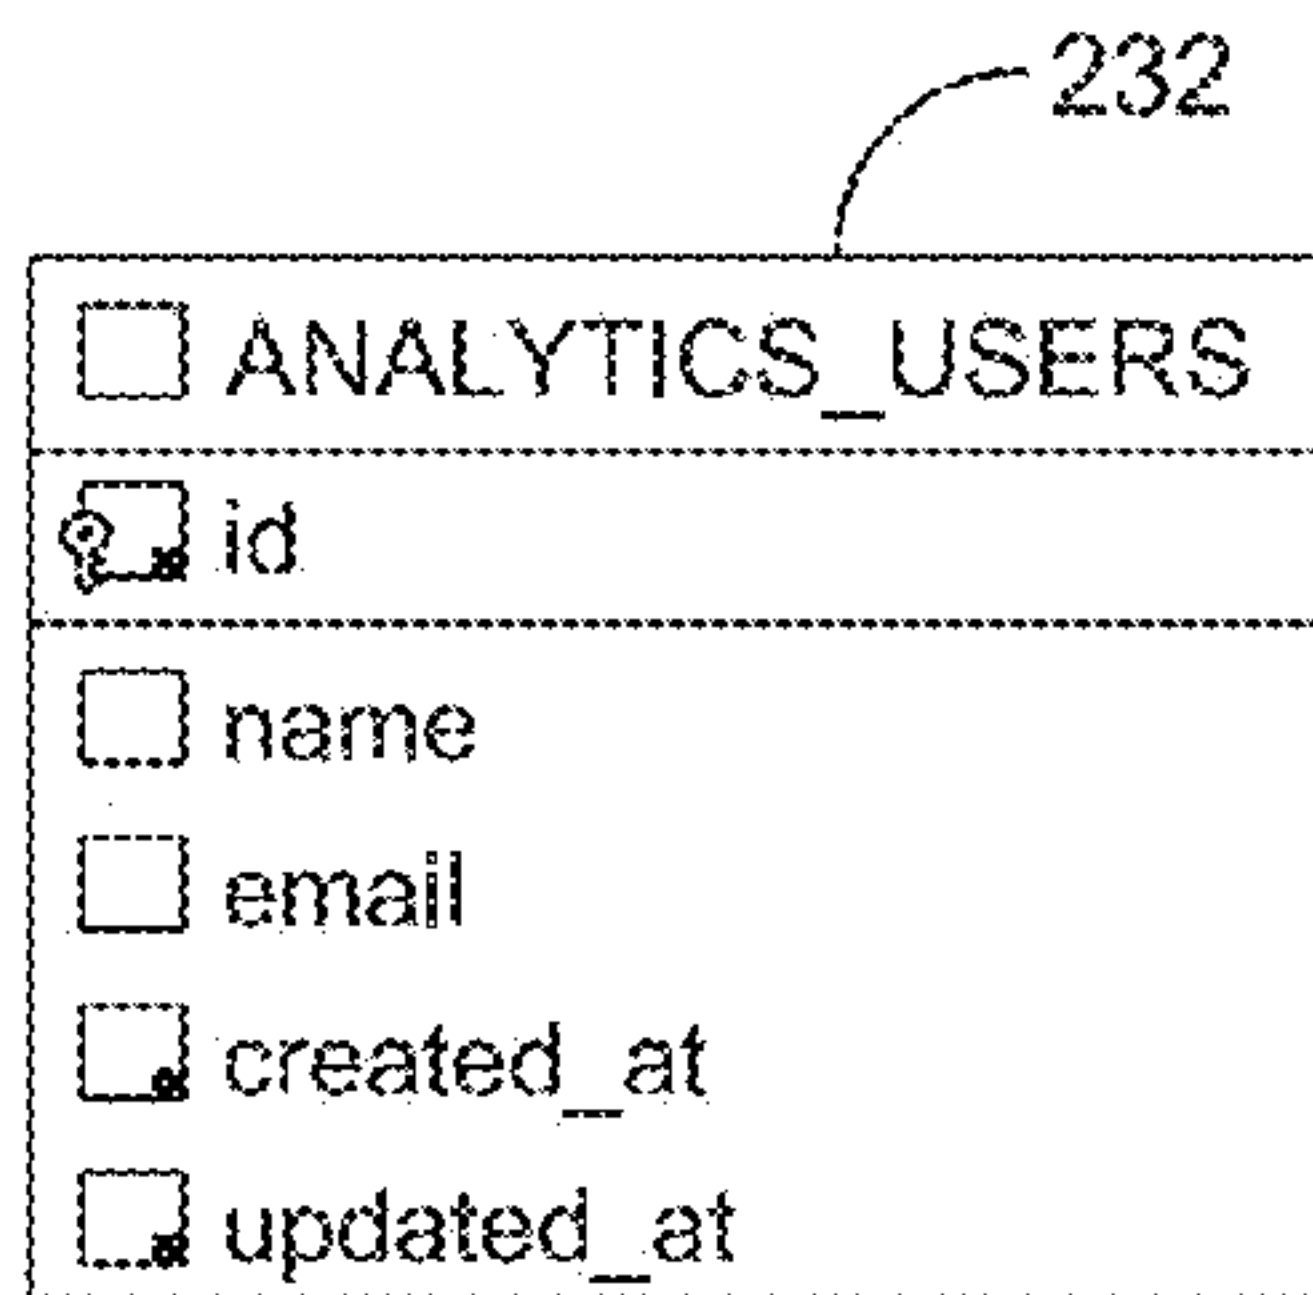 232
ANALYTICS_USERS
id
name
email
created_at
updated_at